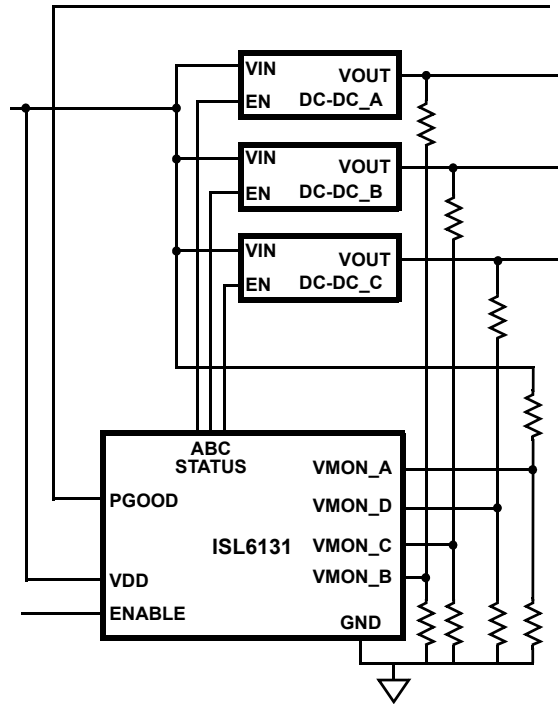 VIN
VOUT
EN
DC-DC_A
VIN
VOUT
EN
DC-DC_B
VIN
VOUT
EN
DC-DC_C
ABC
STATUS
VMON_A
PGOOD
VMON_D
ISL6131
VMON_C
VDD
VMON_B
ENABLE
GND